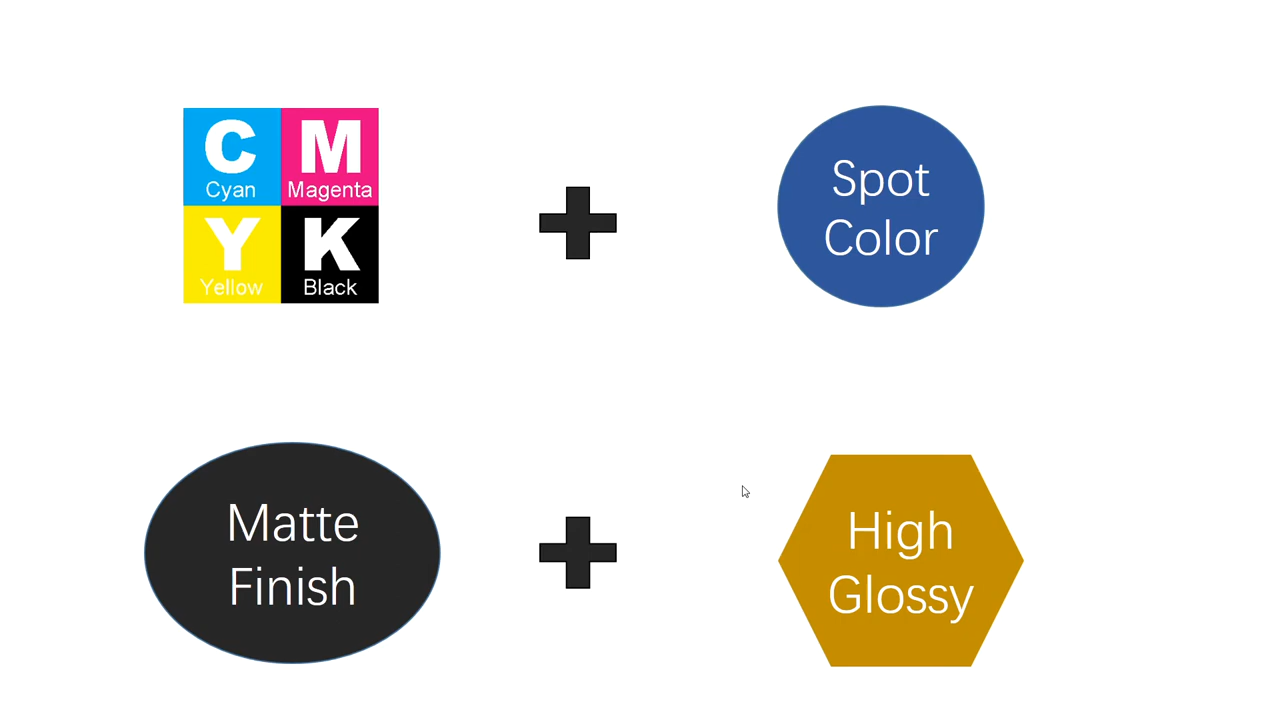 C M
Cyan Magenta
Y K
Yellow Black
Spot
Color
Matte
Finish
High
Glossy